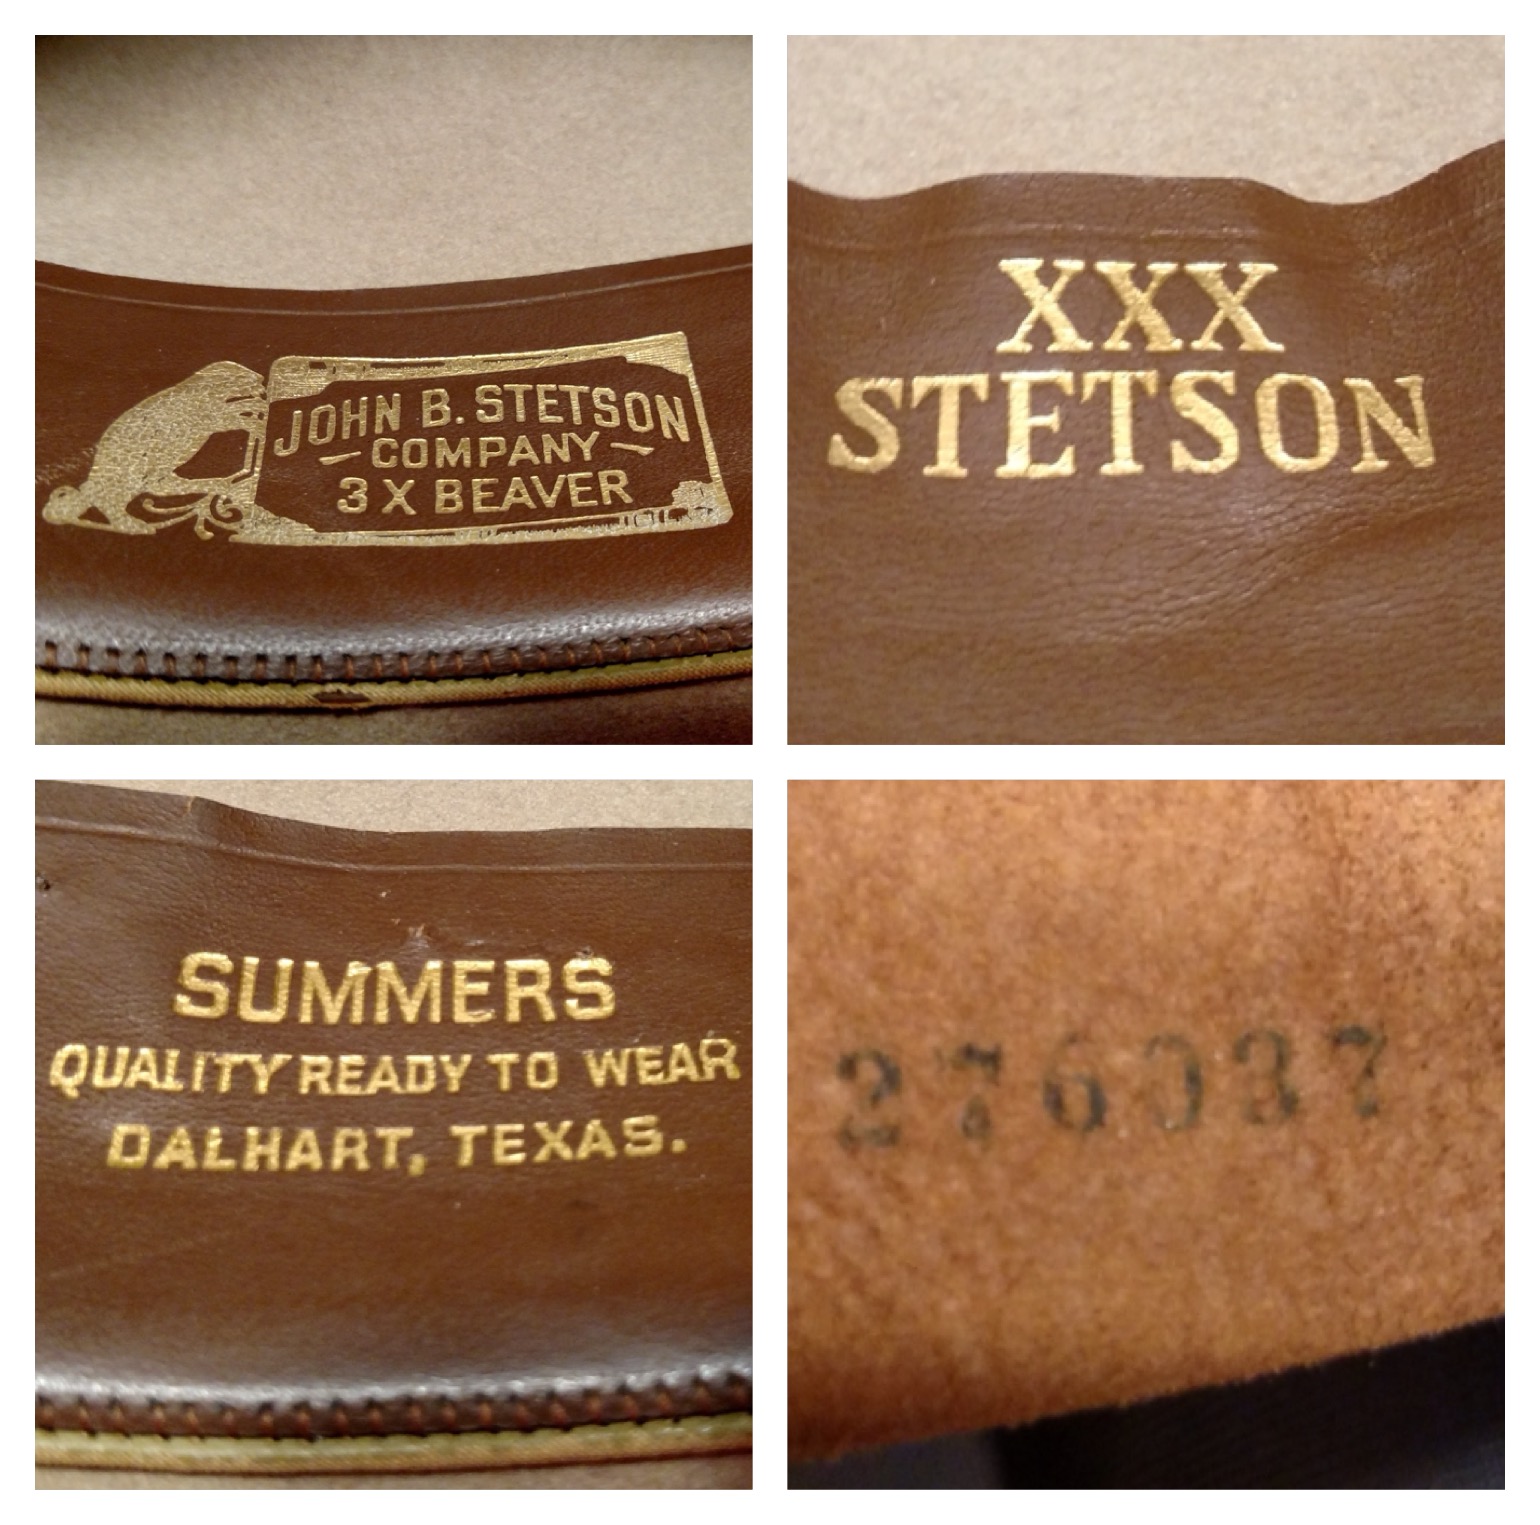 JOHN B. STETSON
COMPANY
3 X BEAVER
XXX
STETSON
SUMMERS
QUALITY READY TO WEAR
DALHART, TEXAS.
276037